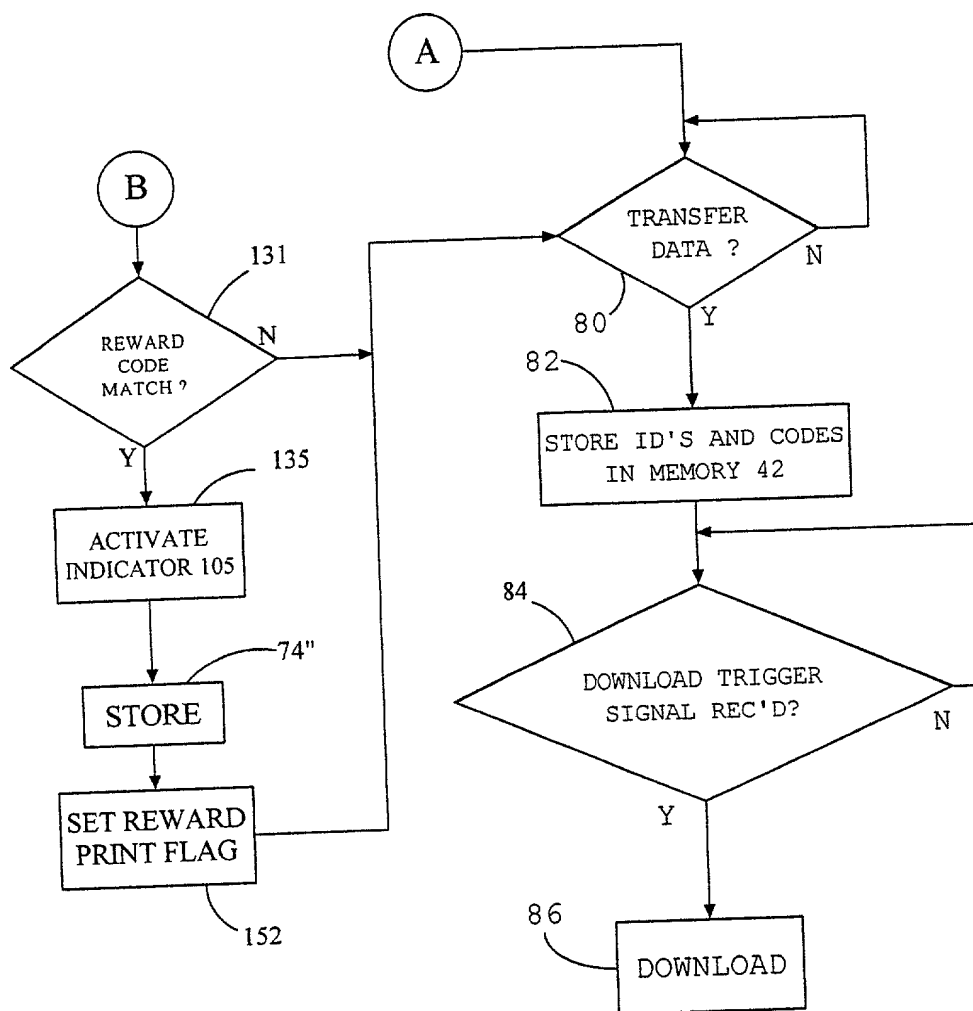 A
B
131
REWARD
CODE
MATCH ?
N
Y
135
ACTIVATE
INDICATOR 105
74"
STORE
SET REWARD
PRINT FLAG
152
TRANSFER
DATA ?
N
80
Y
82
STORE ID'S AND CODES
IN MEMORY 42
84
DOWNLOAD TRIGGER
SIGNAL REC'D?
N
Y
86
DOWNLOAD